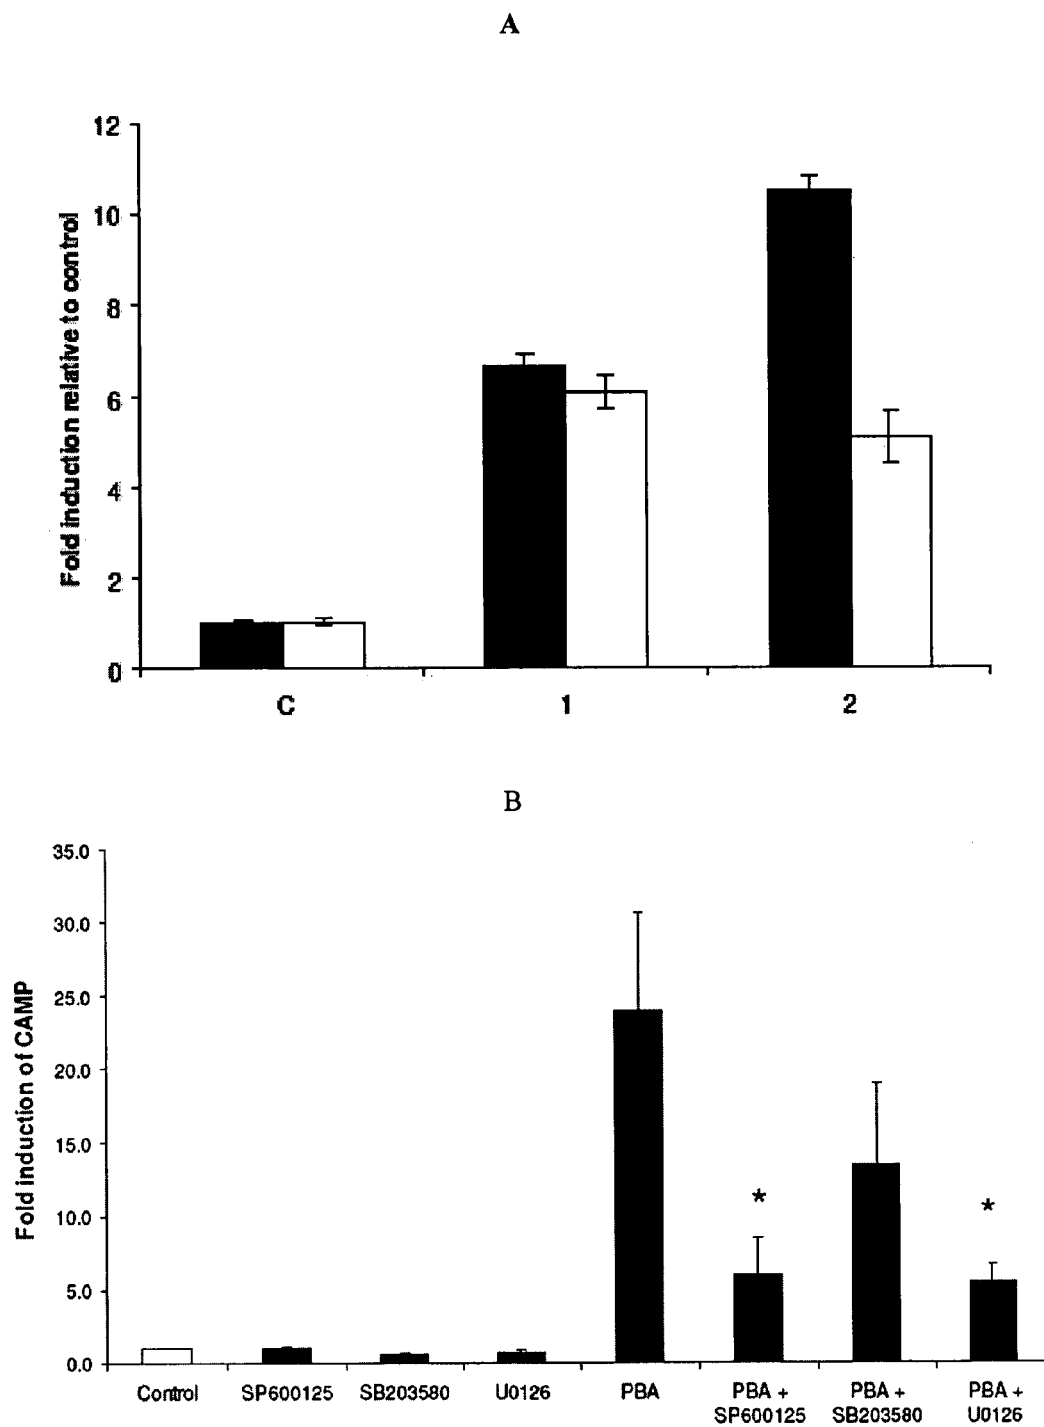 A
Fold induction relative to control
12
10
8
6
4
2
0
C 1 2
B
Fold induction of CAMP
35.0
30.0
25.0
20.0
15.0
10.0
5.0
0.0
*
*
Control SP600125 SB203580 U0126 PBA PBA + PBA + PBA +
SP600125 SB203580 U0126